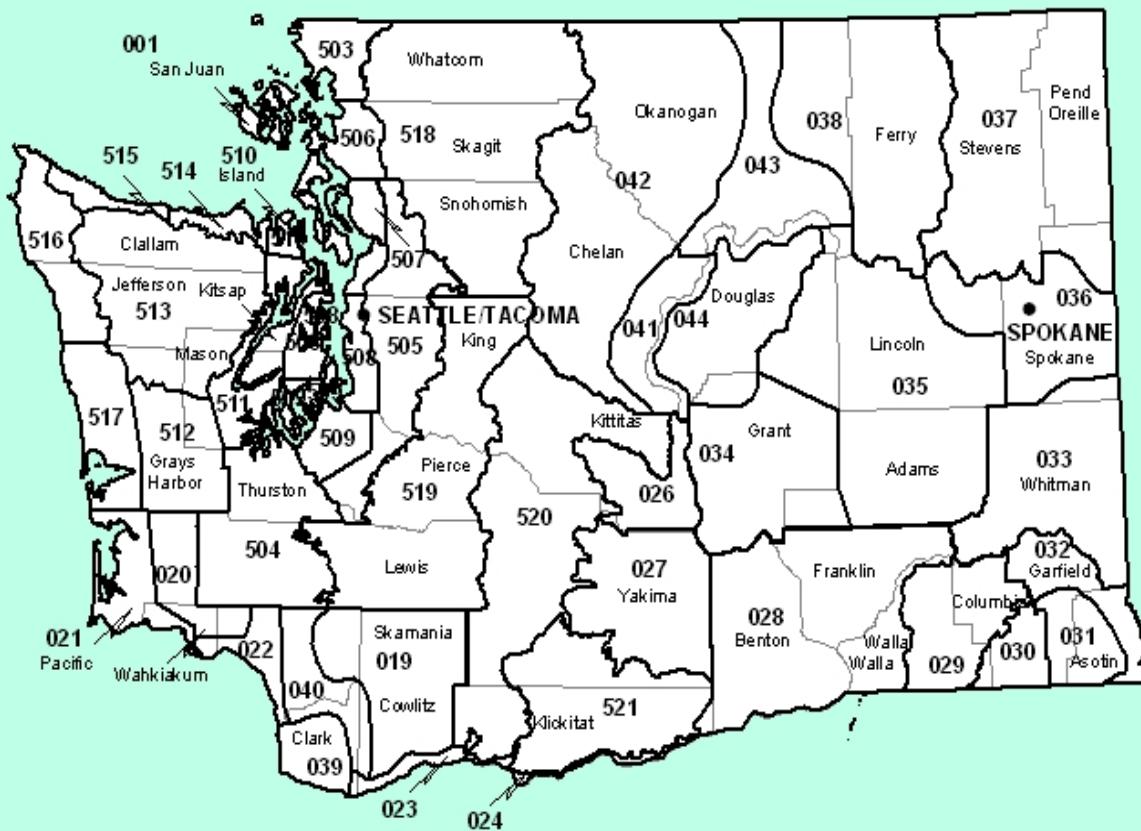 001
San Juan
503
Whatcom
Okanogan
038
Ferry
037
Stevens
Pend
Oreille
506
518
Skagit
043
042
515
514
510
Island
Snohomish
516
Clallam
507
Chelan
Jefferson
Kitsap
513
SEATTLE/TACOMA
King
041
044
Douglas
036
SPOKANE
Spokane
Mason
508
505
Lincoln
035
517
512
511
509
Kittitas
034
Grant
Grays
Harbor
Thurston
Pierce
519
026
Adams
033
Whitman
520
504
020
Lewis
027
Yakima
028
Benton
Franklin
032
Garfield
Columbia
021
Pacific
Wahkiakum
022
Skamania
019
Walla
Walla
029
030
031
Asotin
040
Cowlitz
Klickitat
521
Clark
039
023
024